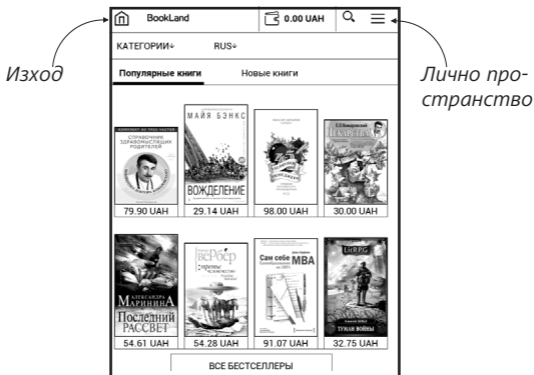 BookLand
0.00 UAH
КАТЕГОРИИ
RUS
Изход
Лично про-
странство
Популярные книги
Новые книги
СПРАВОЧНИК
ЗДРАВОМЫСЛЯЩИХ
РОДИТЕЛЕЙ
МАЙЯ БЭНКС
ВОЖДЕЛЕНИЕ
ЛЕКАРСТВА
79.90 UAH
29.14 UAH
98.00 UAH
30.00 UAH
АЛЕКСАНДРА
МАРИНИНА
Последний
РАССВЕТ
Вербер
Сам себе MBA
LitRPG
ТУМАН ВОЙНЫ
54.61 UAH
54.28 UAH
91.07 UAH
32.75 UAH
ВСЕ БЕСТСЕЛЛЕРЫ